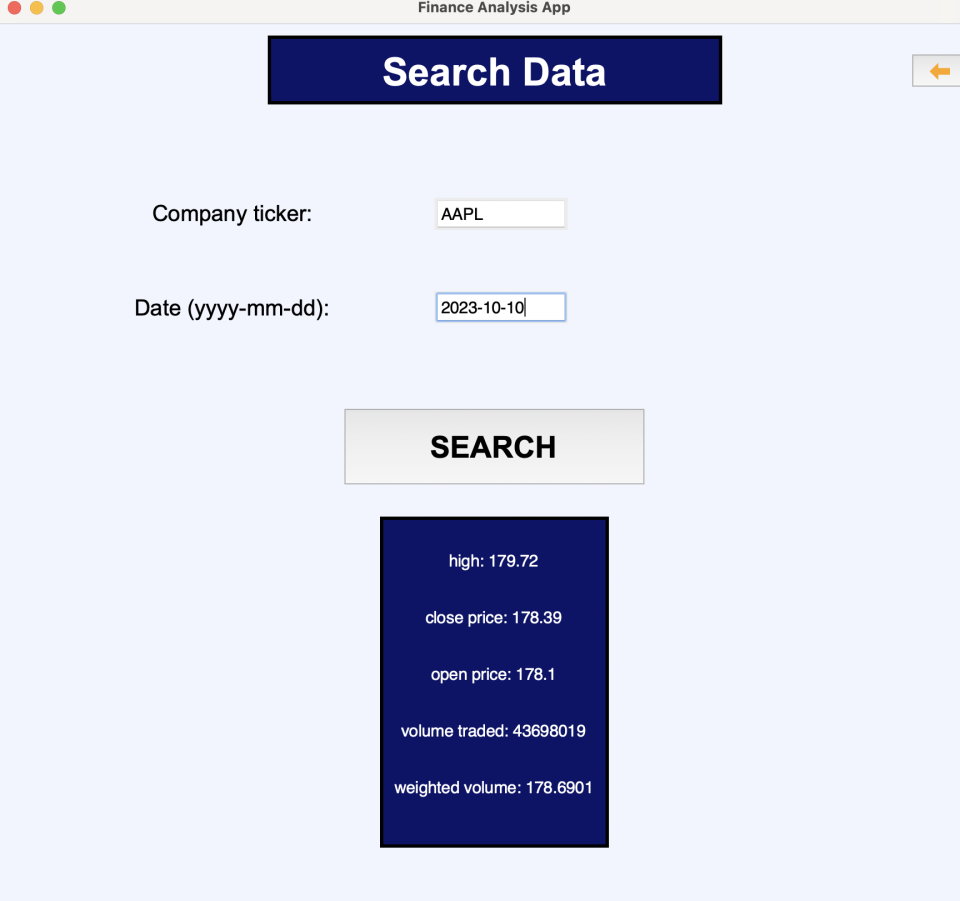 Finance Analysis App
Search Data
Company ticker: AAPL
Date (yyyy-mm-dd): 2023-10-10
SEARCH
high: 179.72
close price: 178.39
open price: 178.1
volume traded: 43698019
weighted volume: 178.6901